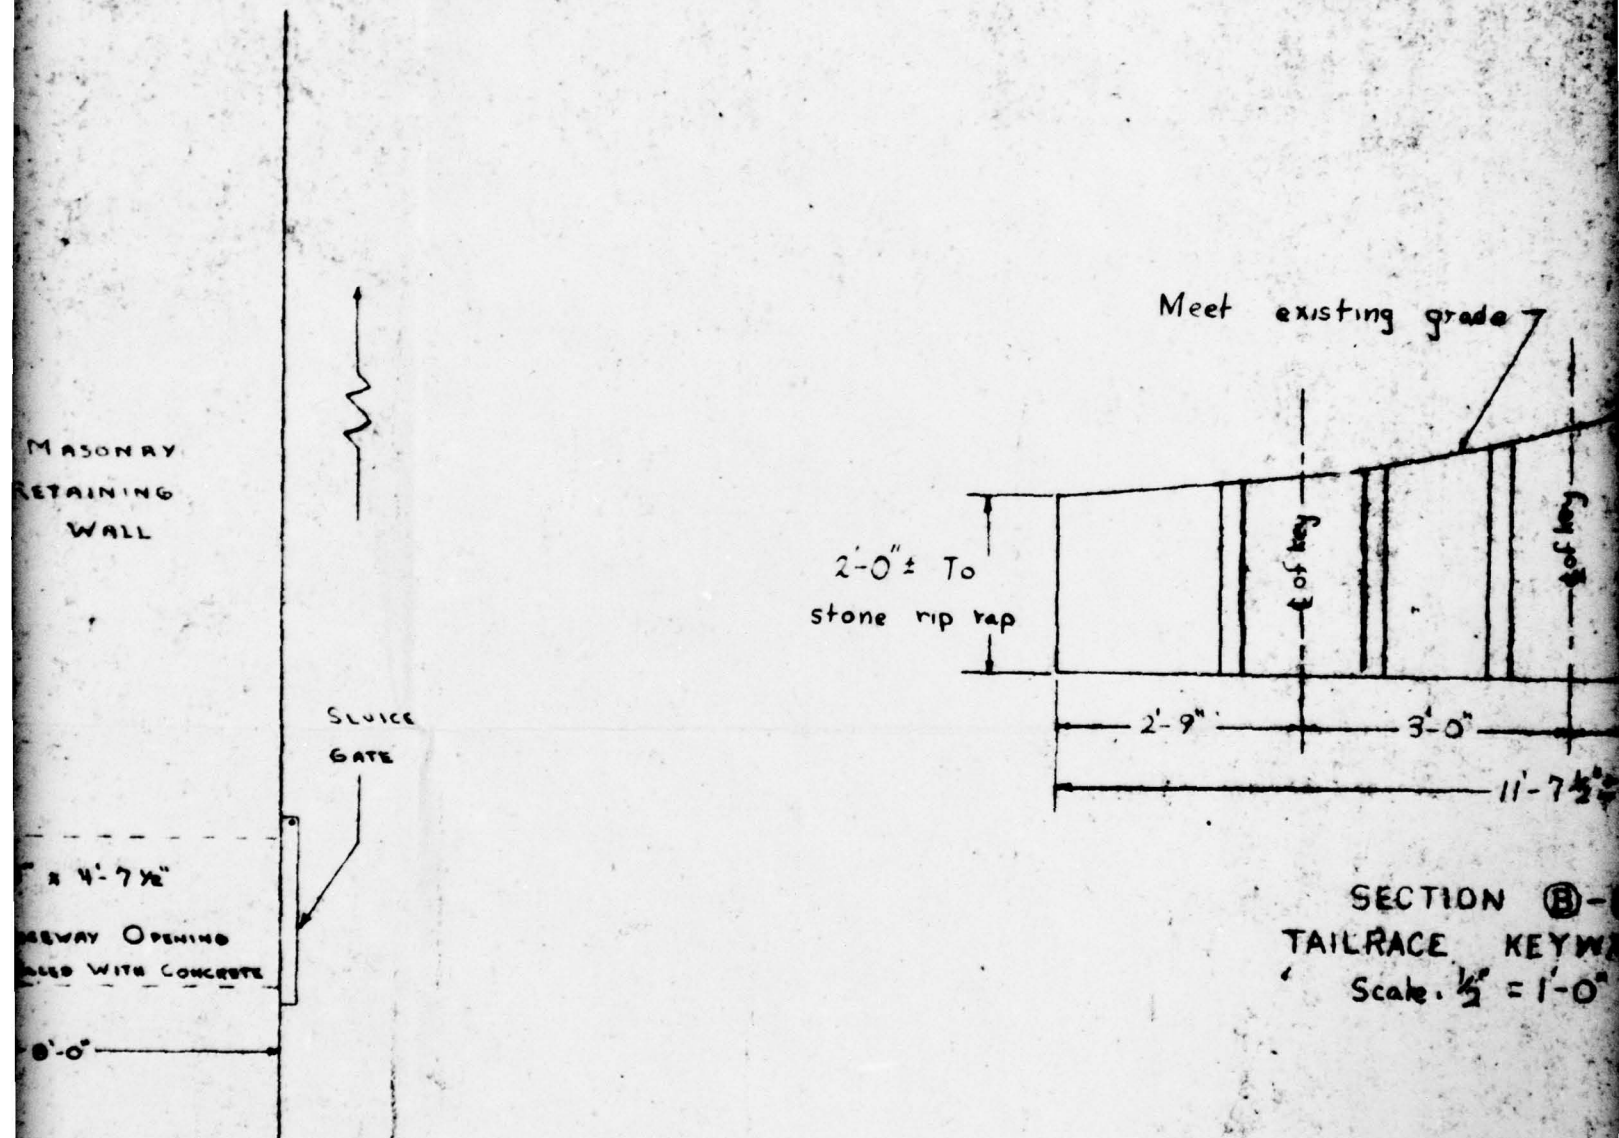 MASONRY
RETAINING
WALL
SLUICE
GATE
x 4'-7½"
OPENING
WITH CONCRETE
8'-0"
Meet existing grade
2'-0" ± To
stone rip rap
℄ of key
℄ of key
2'-9"
3'-0"
11'-7½"±
SECTION B-
TAILRACE
Scale. ½" = 1'-0"